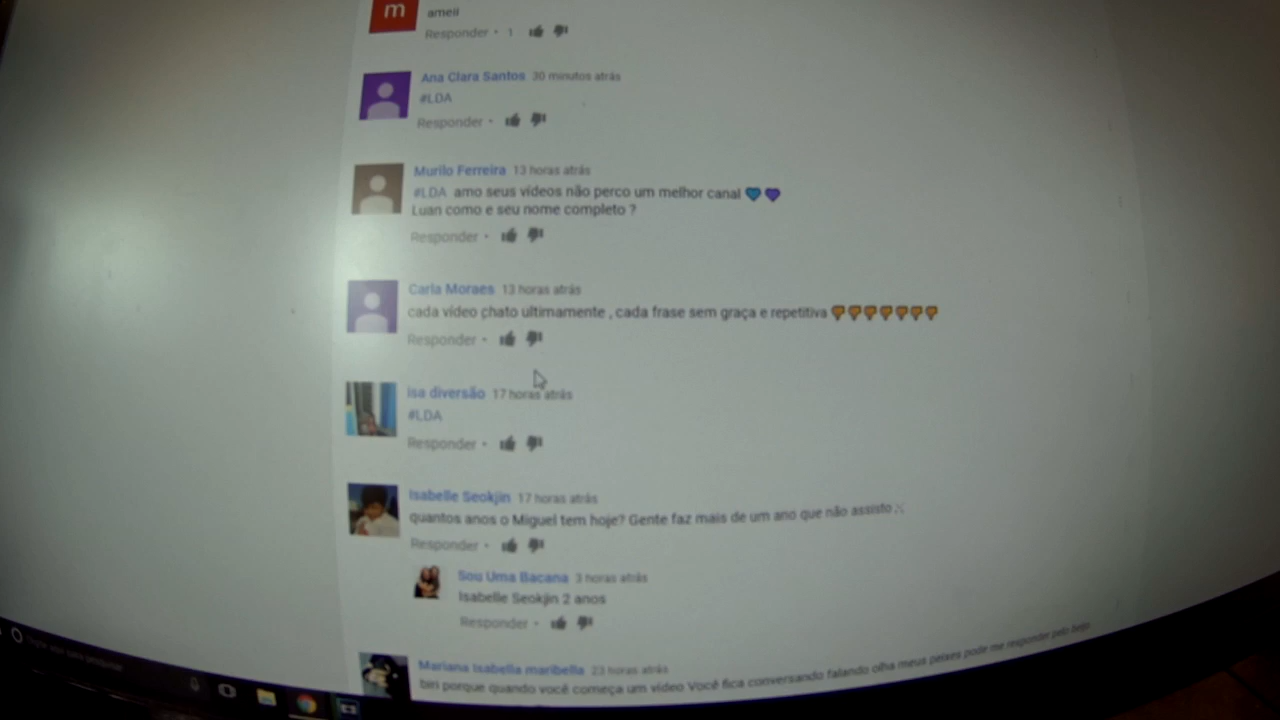 m
ameii
Responder • 1
Ana Clara Santos 30 minutos atrás
#LDA
Responder •
Murilo Ferreira 13 horas atrás
#LDA amo seus vídeos não perco um melhor canal
Luan como e seu nome completo ?
Responder •
Carla Moraes 13 horas atrás
cada vídeo chato ultimamente , cada frase sem graça e repetitiva
Responder •
isa diversão 17 horas atrás
#LDA
Responder •
Isabelle Seokjin 17 horas atrás
quantos anos o Miguel tem hoje? Gente faz mais de um ano que não assisto
Responder •
Sou Uma Bacana 3 horas atrás
Isabelle Seokjin 2 anos
Responder •
Mariana Isabella maribella 23 horas atrás
biri porque quando você começa um vídeo Você fica conversando falando olha meus peixes pode me responder pelo